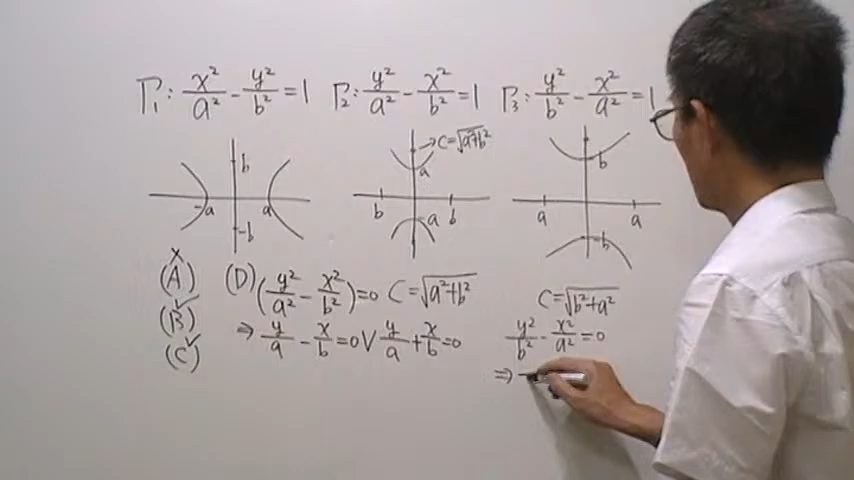 Γ₁: x²/a² - y²/b² = 1
Γ₂: y²/a² - x²/b² = 1
Γ₃: y²/b² - x²/a² = 1
b
-a
a
-b
→ C=√(a²+b²)
a
b
-a
b
b
a
a
-b
×
(A)
(B)✓
(C)✓
(D) (y²/a² - x²/b²)=0 C=√(a²+b²)
⇒ y/a - x/b = 0 ∨ y/a + x/b = 0
C=√(b²+a²)
y²/b² - x²/a² = 0
⇒